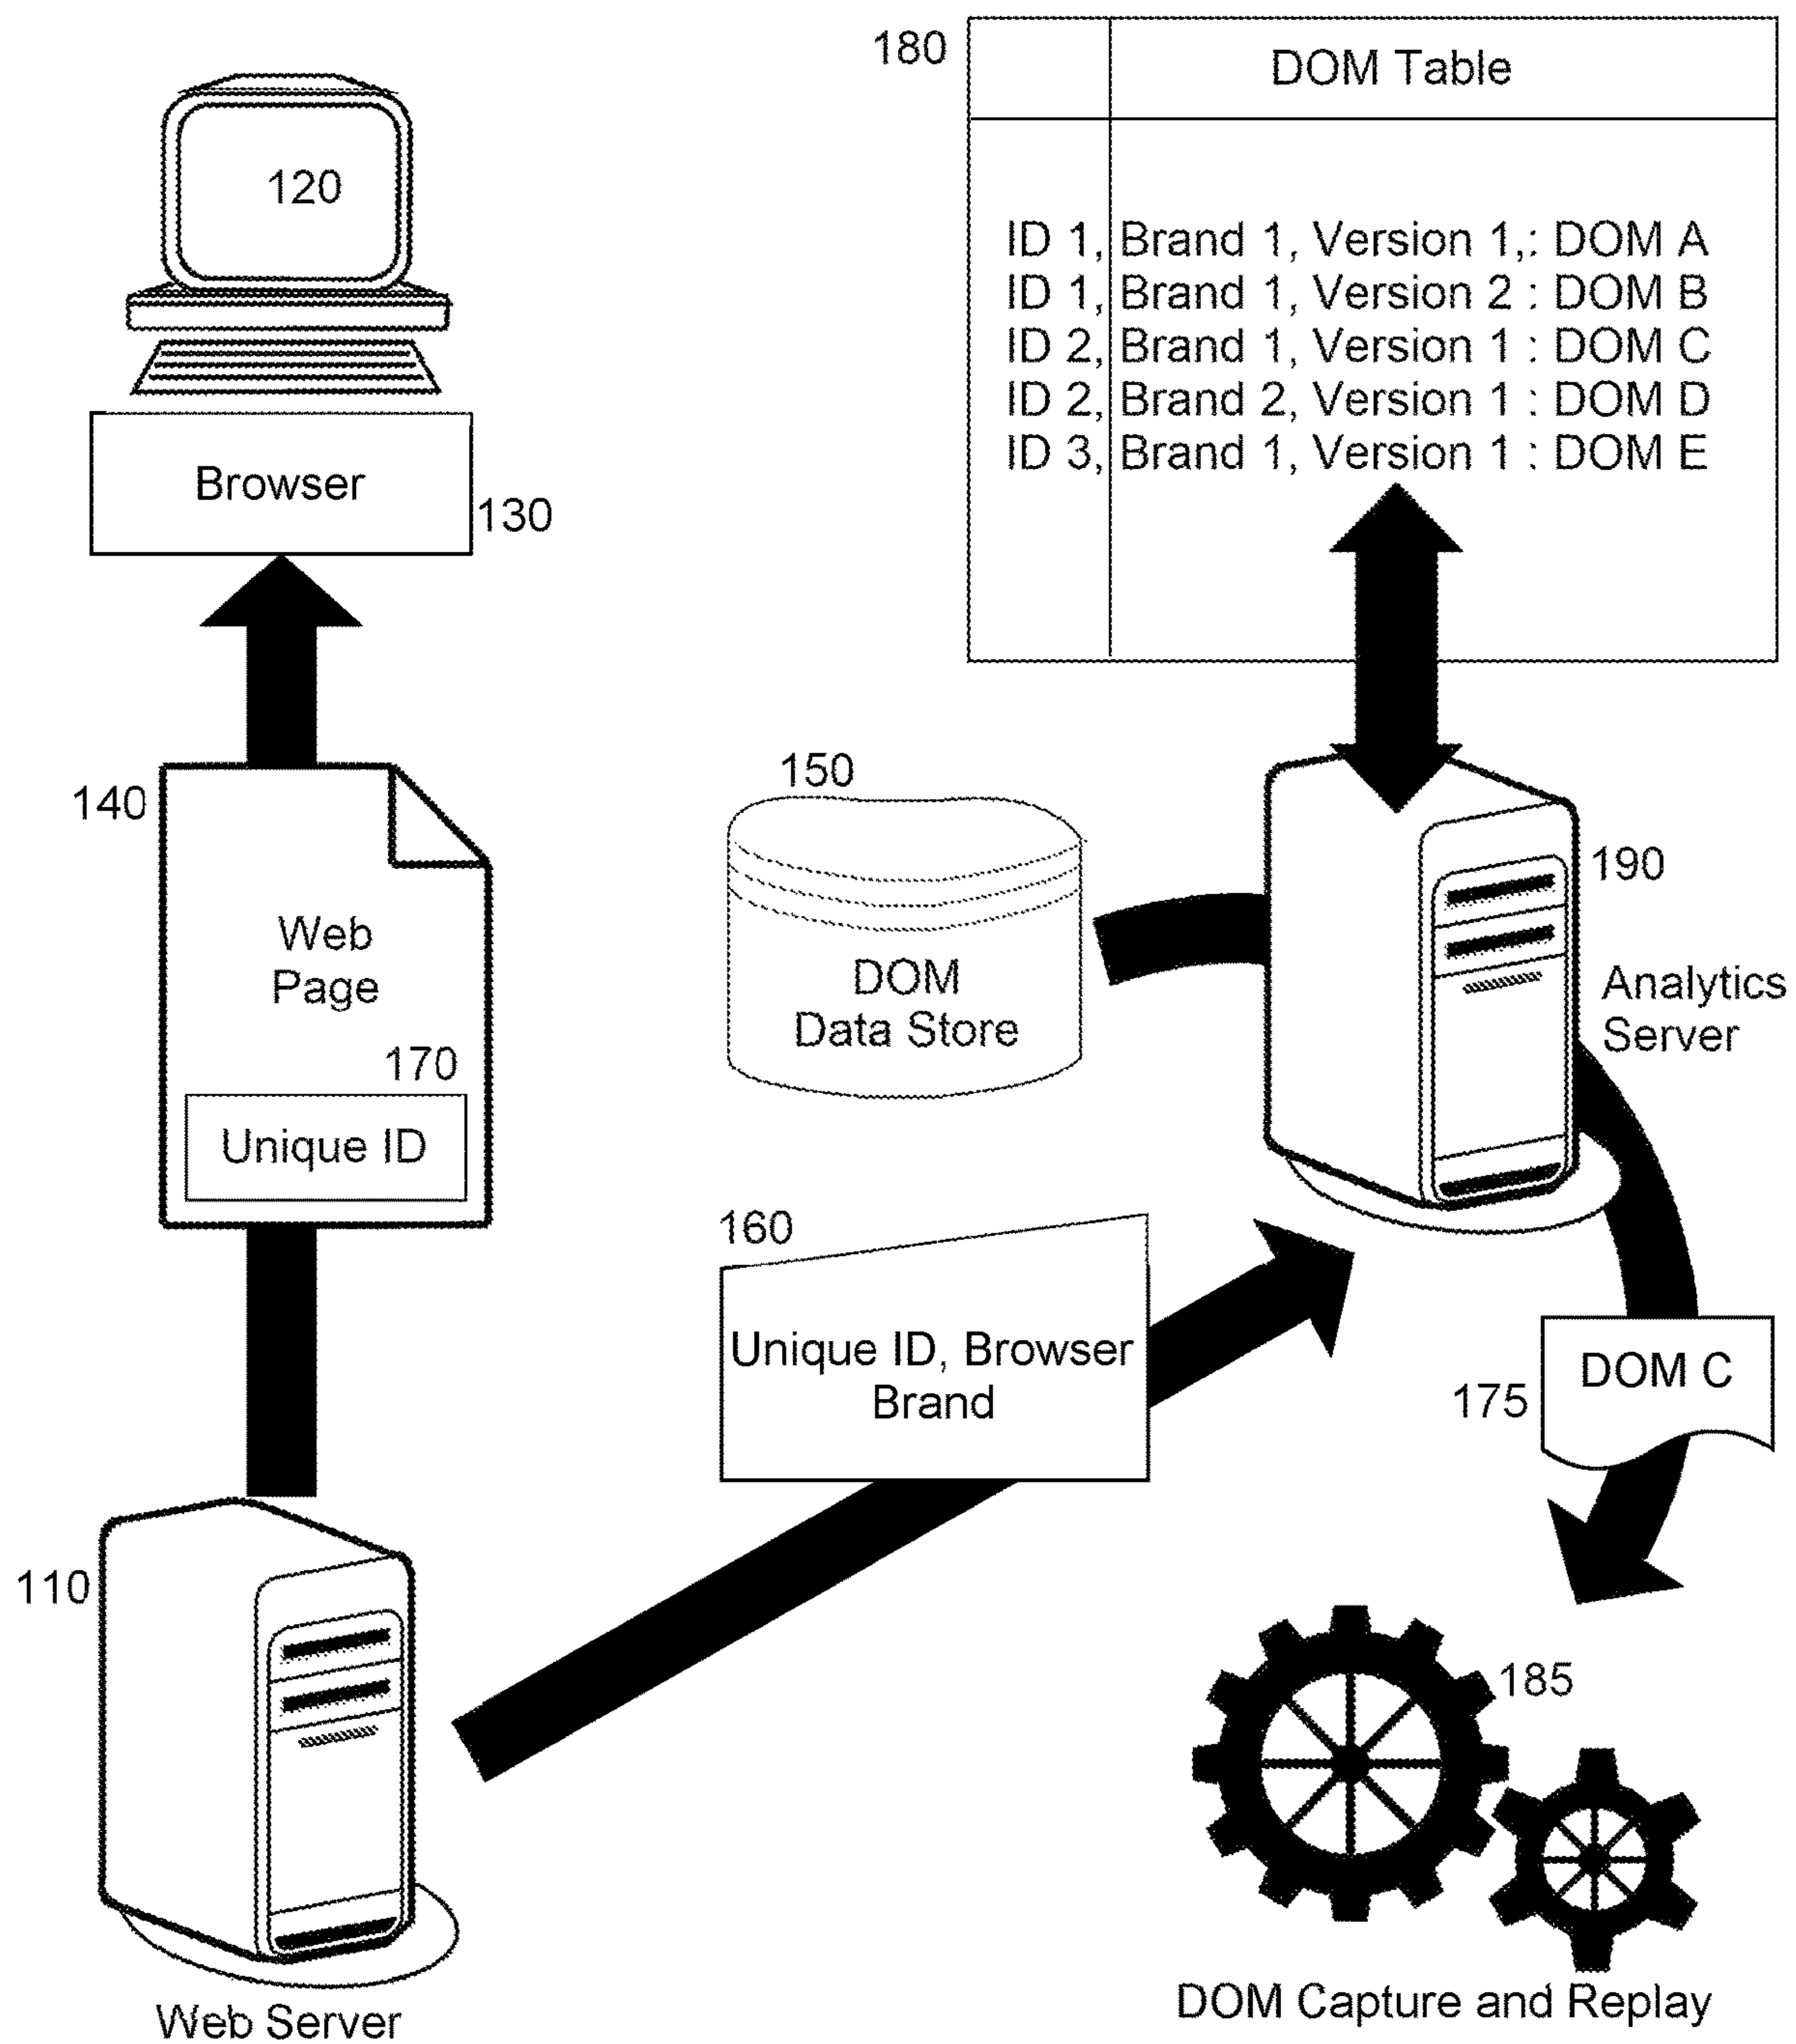 180
DOM Table
120
ID 1, Brand 1, Version 1,: DOM A
ID 1, Brand 1, Version 2 : DOM B
ID 2, Brand 1, Version 1 : DOM C
ID 2, Brand 2, Version 1 : DOM D
ID 3, Brand 1, Version 1 : DOM E
Browser
130
150
140
190
Web
Page
DOM
Data Store
Analytics
Server
170
Unique ID
160
Unique ID, Browser
Brand
DOM C
175
110
185
DOM Capture and Replay
Web Server